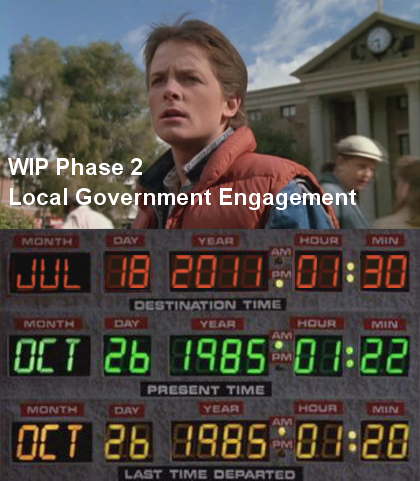 WIP Phase 2
Local Government Engagement
MONTH DAY YEAR AM HOUR MIN
JUL 18 2011 PM 01:30
DESTINATION TIME
MONTH DAY YEAR AM HOUR MIN
OCT 26 1985 PM 01:22
PRESENT TIME
MONTH DAY YEAR AM HOUR MIN
OCT 26 1985 PM 01:20
LAST TIME DEPARTED